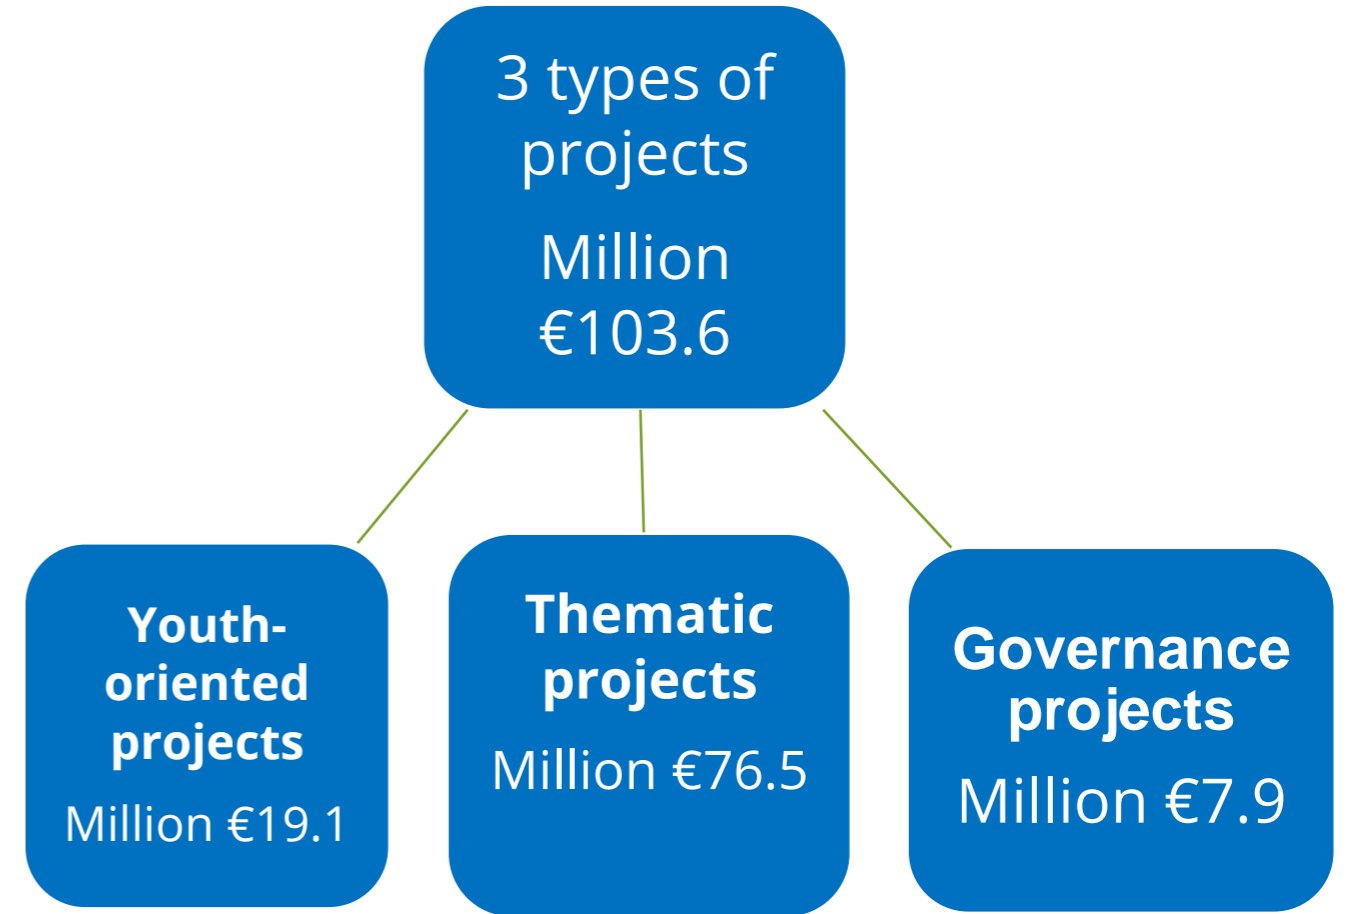 3 types of
projects
Million
€103.6
Youth-
oriented
projects
Million €19.1
Thematic
projects
Million €76.5
Governance
projects
Million €7.9